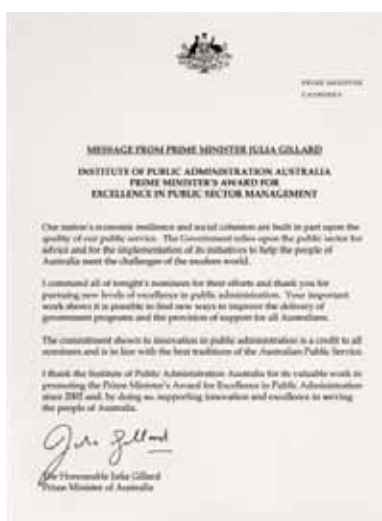 PRIME MINISTER
CANBERRA
MESSAGE FROM PRIME MINISTER JULIA GILLARD
INSTITUTE OF PUBLIC ADMINISTRATION AUSTRALIA
PRIME MINISTER'S AWARD FOR
EXCELLENCE IN PUBLIC SECTOR MANAGEMENT
Our nation's economic resilience and social cohesion are built in part upon the
quality of our public service. The Government relies upon the public sector for
advice and for the implementation of its initiatives to help the people of
Australia meet the challenges of the modern world.
I commend all of tonight's nominees for their efforts and thank you for
pursuing new levels of excellence in public administration. Your important
work shows it is possible to find new ways to improve the delivery of
government programs and the provision of support for all Australians.
The commitment shown to innovation in public administration is a credit to all
nominees and is in line with the best traditions of the Australian Public Service.
I thank the Institute of Public Administration Australia for its valuable work in
promoting the Prime Minister's Award for Excellence in Public Administration
since 2002 and, by doing so, supporting innovation and excellence in serving
the people of Australia.
Julia Gillard
The Honourable Julia Gillard
Prime Minister of Australia